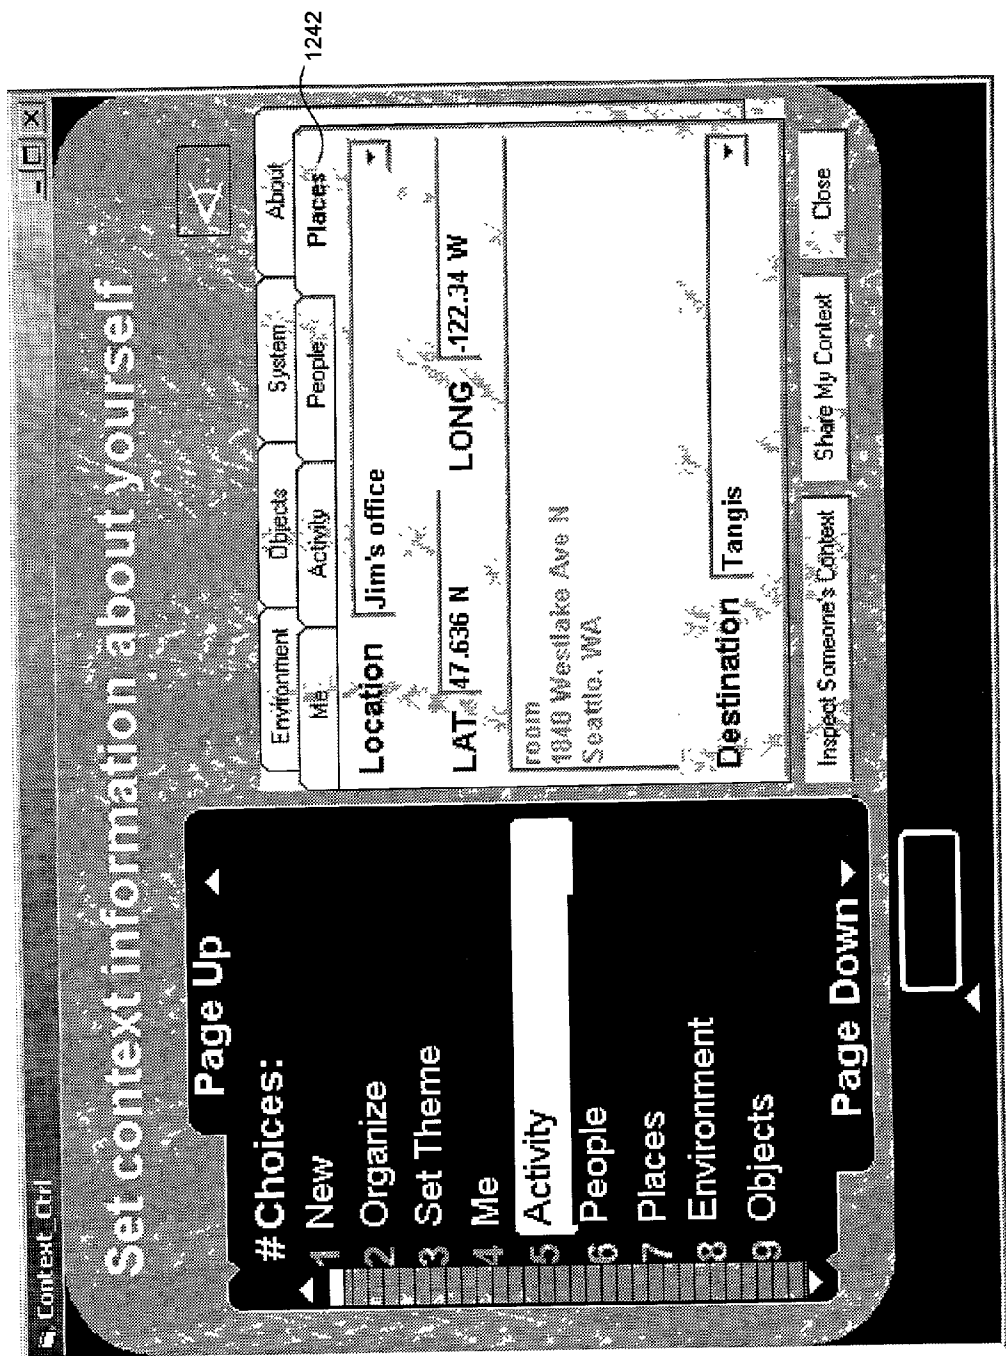 Context Ctrl
Set context information about yourself
Page Up
#Choices:
1 New
2 Organize
3 Set Theme
4 Me
5 Activity
6 People
7 Places
8 Environment
9 Objects
Page Down
Environment Objects System About
Me Activity People Places
1242
Location Jim's office
LAT 47.636 N LONG -122.34 W
room
1840 Westlake Ave N
Seattle, WA
Destination Tangis
Inspect Someone's Context Share My Context Close